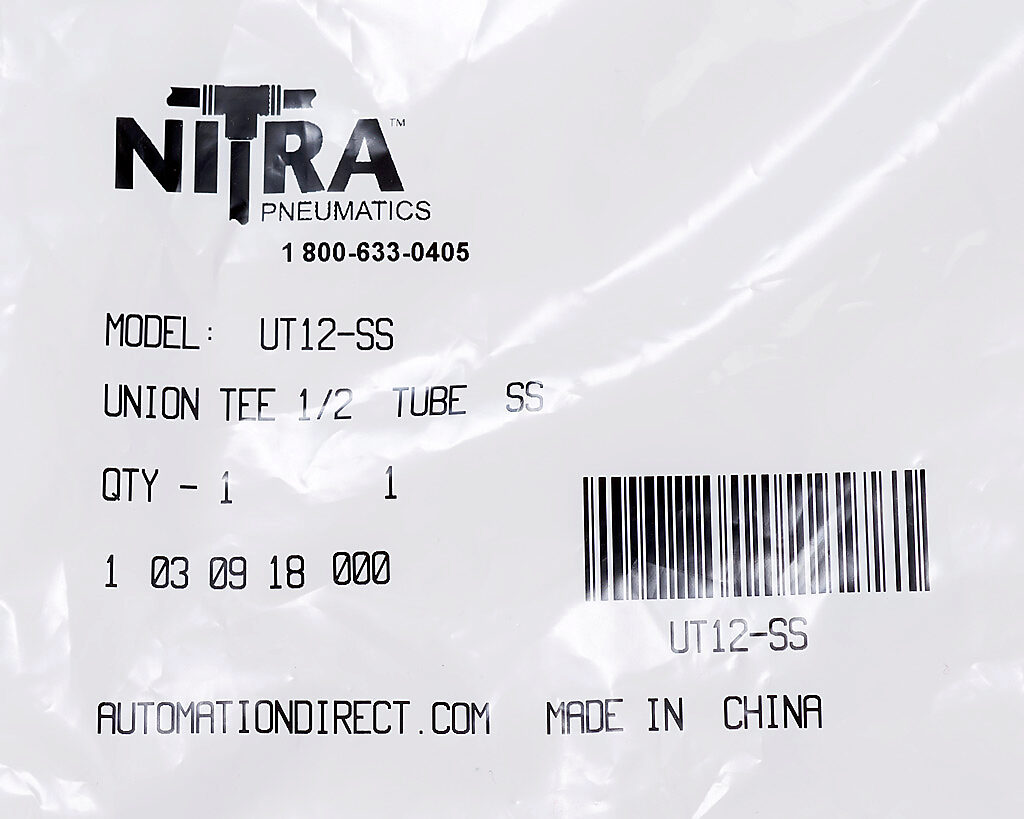 NITRA™
PNEUMATICS
1 800-633-0405
MODEL: UT12-SS
UNION TEE 1/2 TUBE SS
QTY - 1 1
1 03 09 18 000
UT12-SS
AUTOMATIONDIRECT.COM MADE IN CHINA